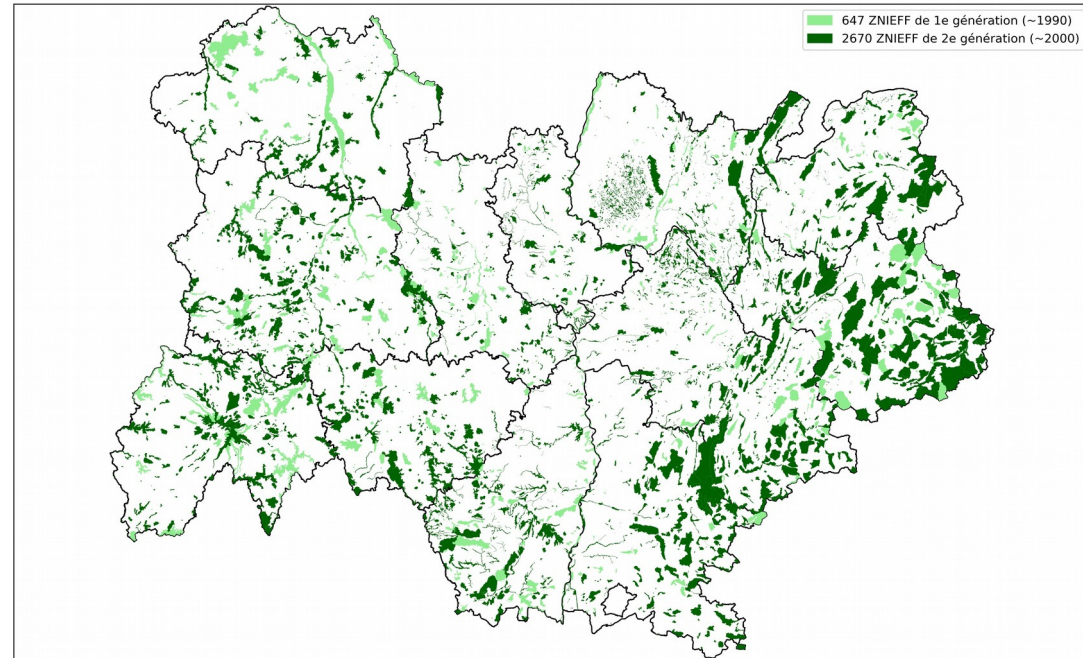 647 ZNIEFF de 1e génération (~1990)
2670 ZNIEFF de 2e génération (~2000)